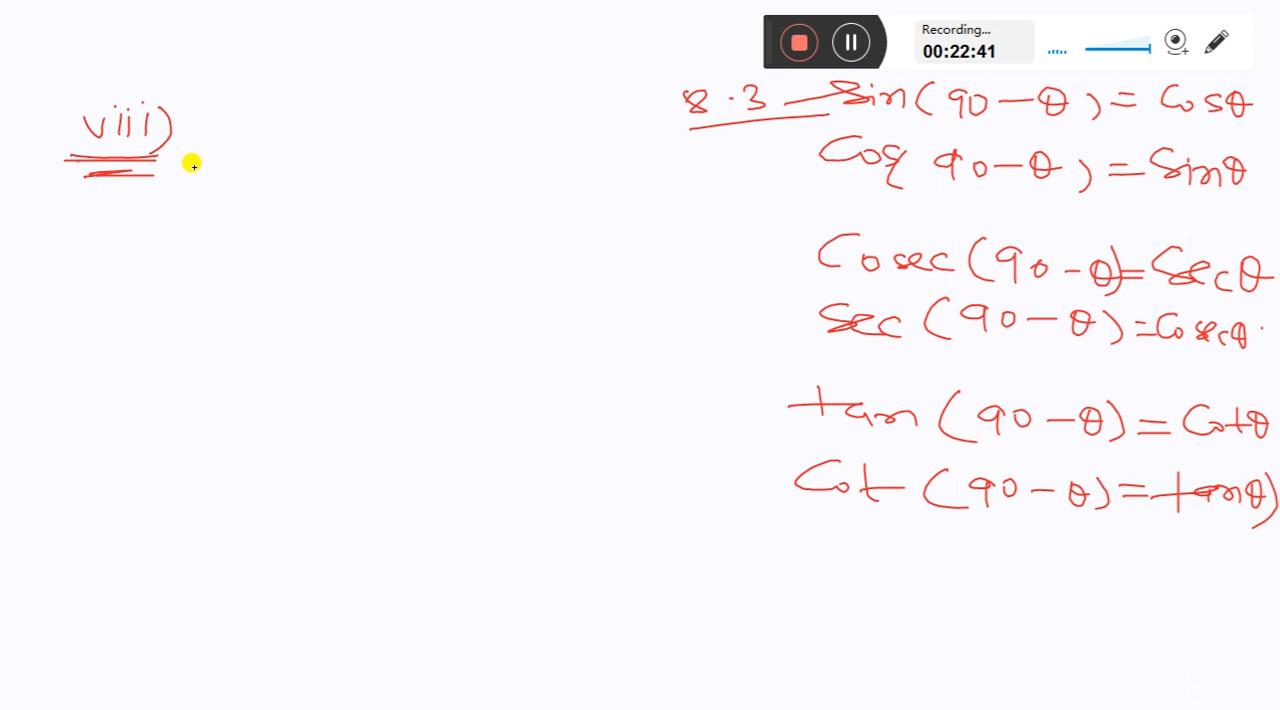 Recording...
00:22:41
viii)
8.3 — Sin(90-θ)=Cosθ
Cos(90-θ)=Sinθ
Cosec(90-θ)=Secθ
Sec(90-θ)=Cosecθ.
tan(90-θ)=Cotθ
Cot(90-θ)=tanθ)